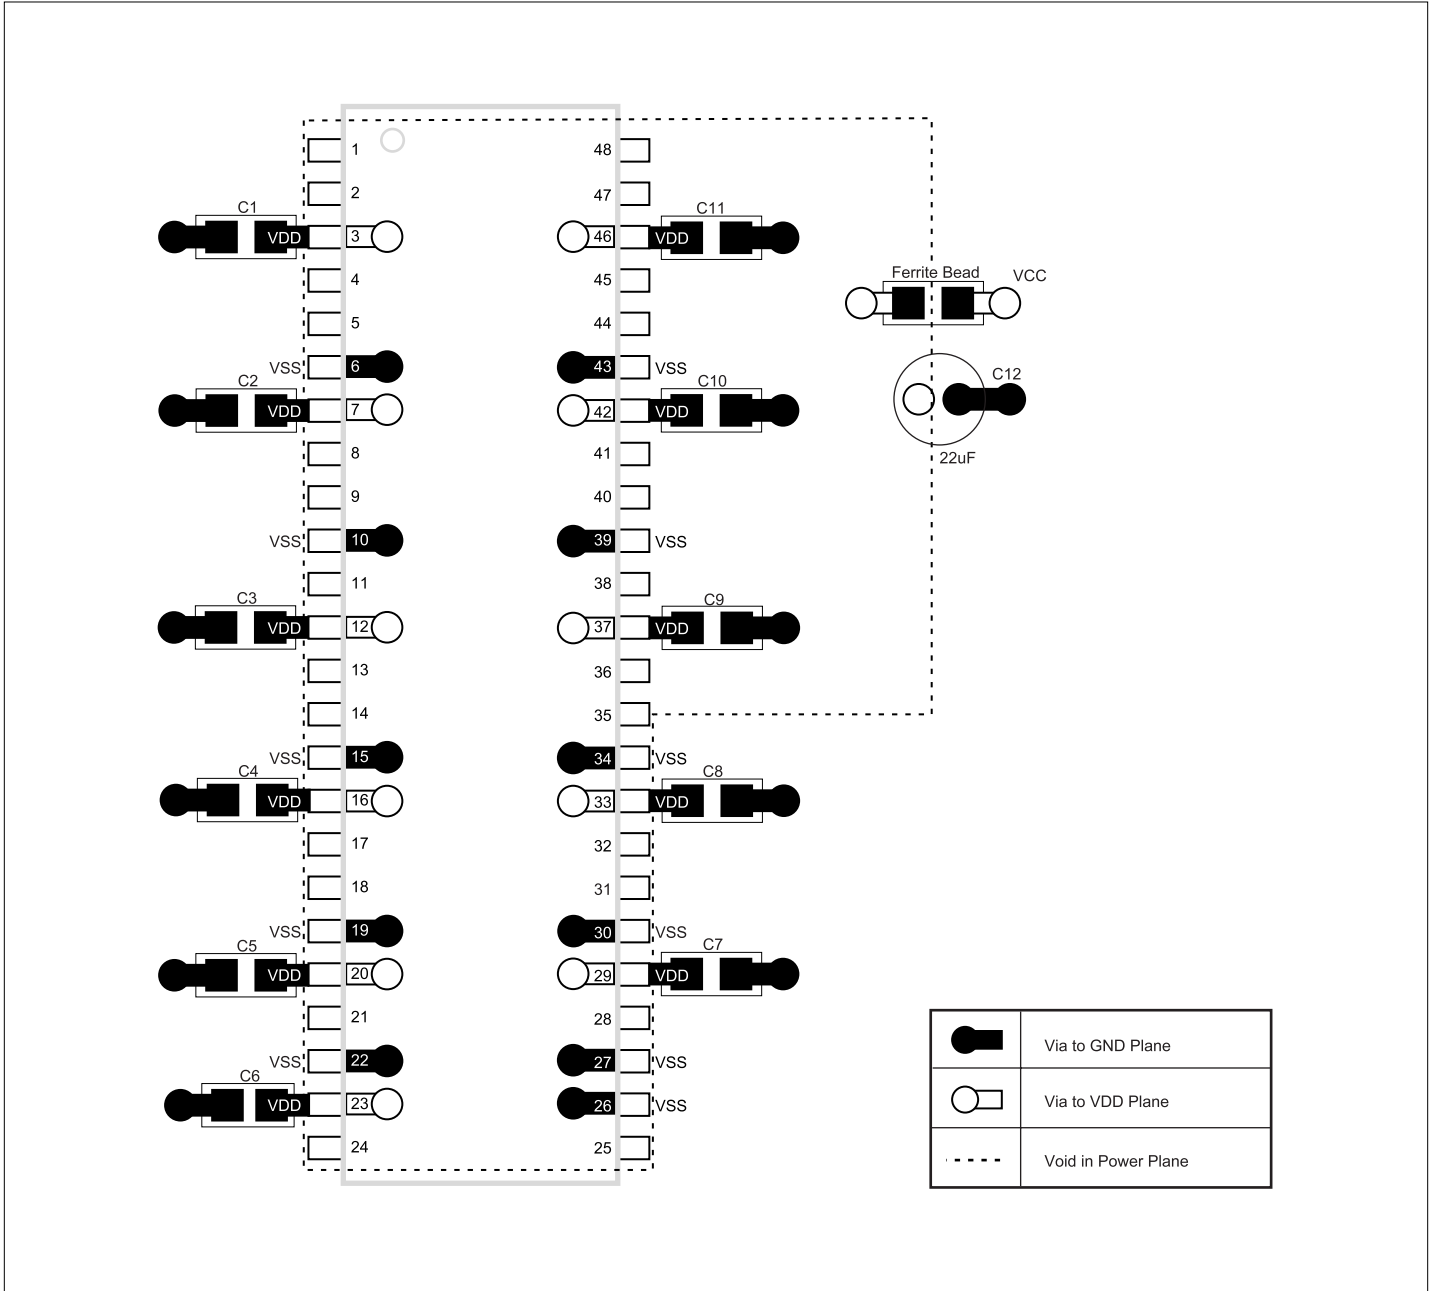 1 48
2 47
C1 C11
VDD 3 46 VDD
4 45
Ferrite Bead VCC
5 44
VSS 6 43 VSS
C2 C10 C12
VDD 7 42 VDD
8 41
22uF
9 40
VSS 10 39 VSS
11 38
C3 C9
VDD 12 37 VDD
13 36
14 35
VSS 15 34 VSS
C4 C8
VDD 16 33 VDD
17 32
18 31
VSS 19 30 VSS
C5 C7
VDD 20 29 VDD
21 28
VSS 22 27 VSS
C6
VDD 23 26 VSS
24 25
Via to GND Plane
Via to VDD Plane
Void in Power Plane